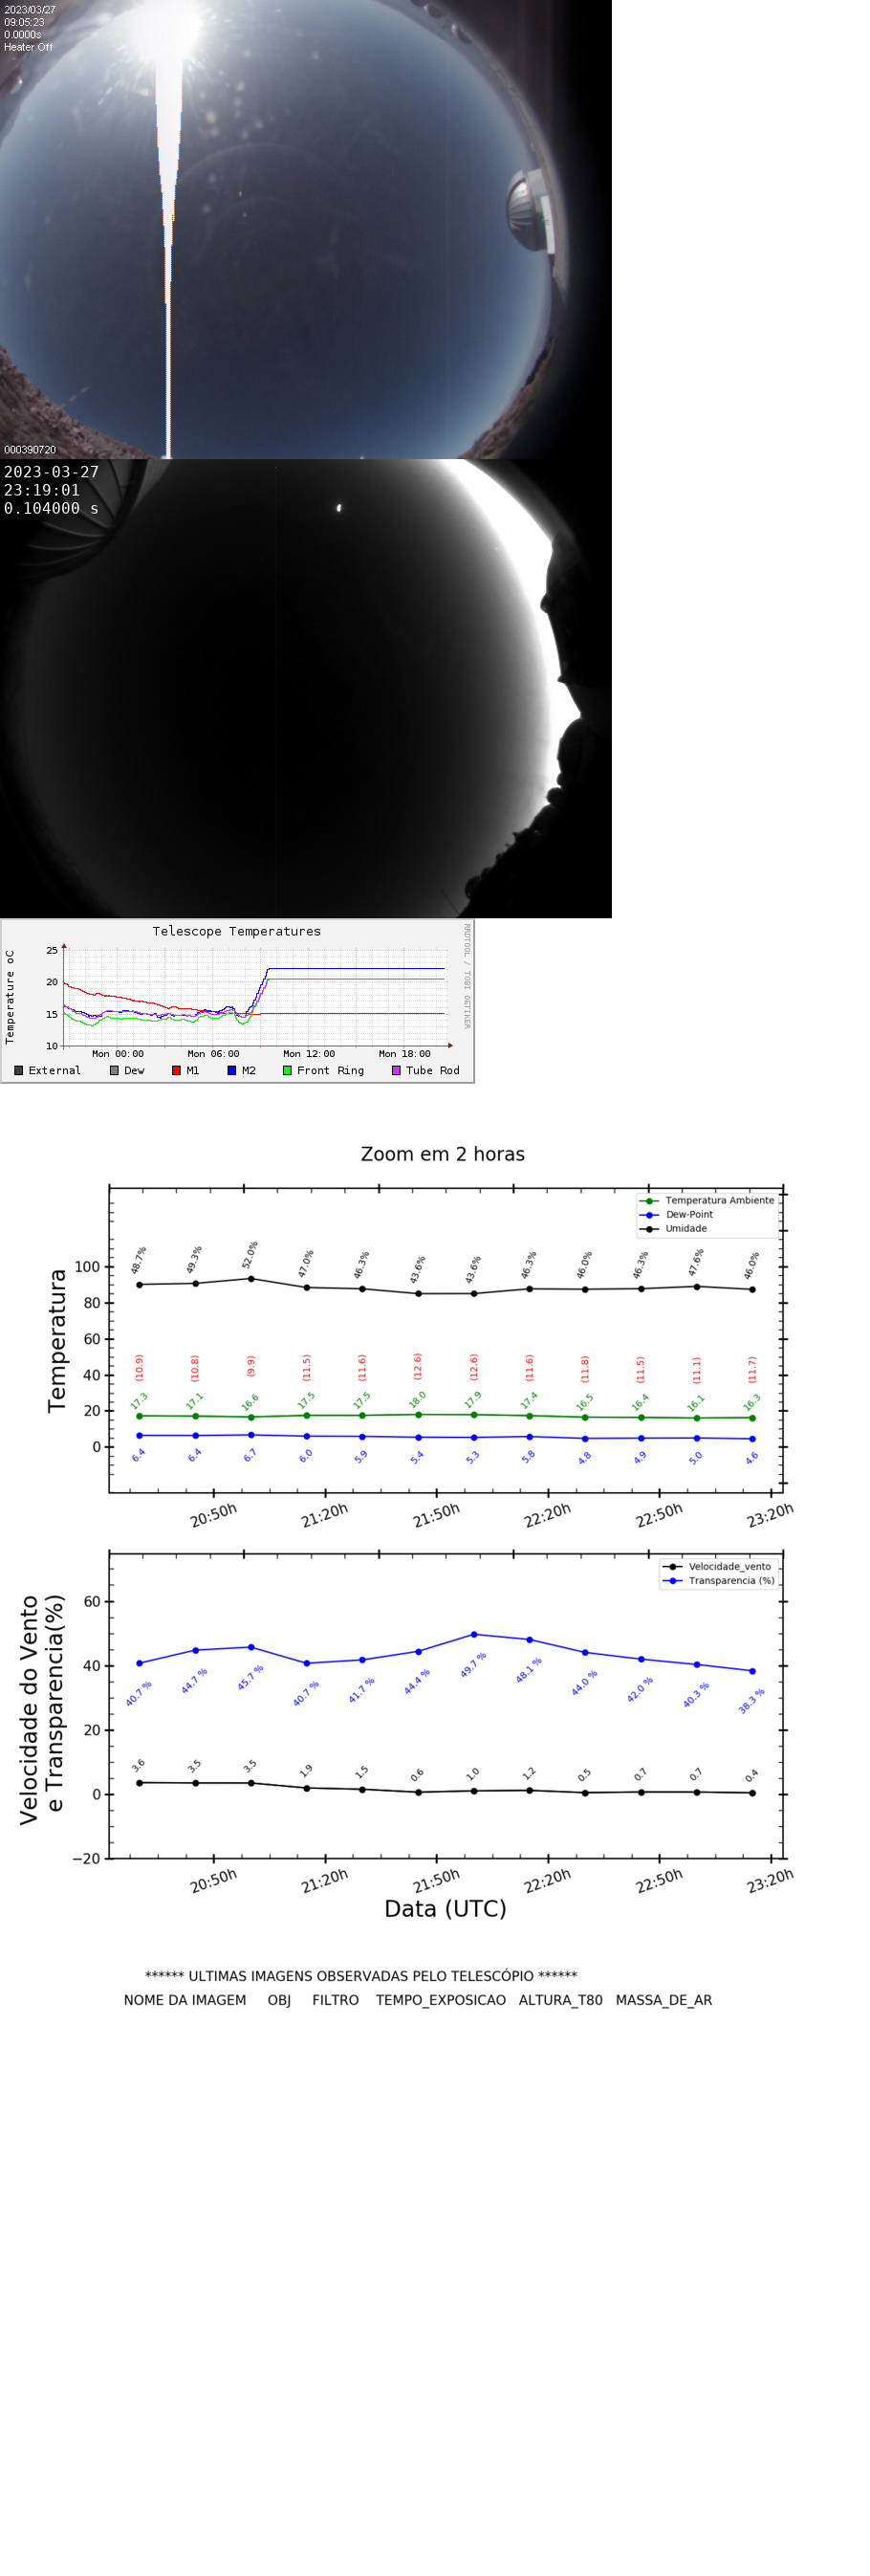 2023/03/27
09:05:23
0.0000s
Heater Off
000390720
2023-03-27
23:19:01
0.104000 s
Telescope Temperatures
RRDTOOL / TOBI OETIKER
Temperature oC
25
20
15
10
Mon 00:00 Mon 06:00 Mon 12:00 Mon 18:00
External Dew M1 M2 Front Ring Tube Rod
Zoom em 2 horas
Temperatura Ambiente
Dew-Point
Umidade
Temperatura
100
80
60
40
20
0
48.7% 49.3% 52.0% 47.0% 46.3% 43.6% 43.6% 46.3% 46.0% 46.3% 47.6% 46.0%
(10.9) (10.8) (9.9) (11.5) (11.6) (12.6) (12.6) (11.6) (11.8) (11.5) (11.1) (11.7)
17.3 17.1 16.6 17.5 17.5 18.0 17.9 17.4 16.5 16.4 16.1 16.3
6.4 6.4 6.7 6.0 5.9 5.4 5.3 5.8 4.8 4.9 5.0 4.6
20:50h 21:20h 21:50h 22:20h 22:50h 23:20h
Velocidade_vento
Transparencia (%)
Velocidade do Vento
e Transparencia(%)
60
40
20
0
−20
40.7 % 44.7 % 45.7 % 40.7 % 41.7 % 44.4 % 49.7 % 48.1 % 44.0 % 42.0 % 40.3 % 38.3 %
3.6 3.5 3.5 1.9 1.5 0.6 1.0 1.2 0.5 0.7 0.7 0.4
20:50h 21:20h 21:50h 22:20h 22:50h 23:20h
Data (UTC)
****** ULTIMAS IMAGENS OBSERVADAS PELO TELESCÓPIO ******
NOME DA IMAGEM OBJ FILTRO TEMPO_EXPOSICAO ALTURA_T80 MASSA_DE_AR